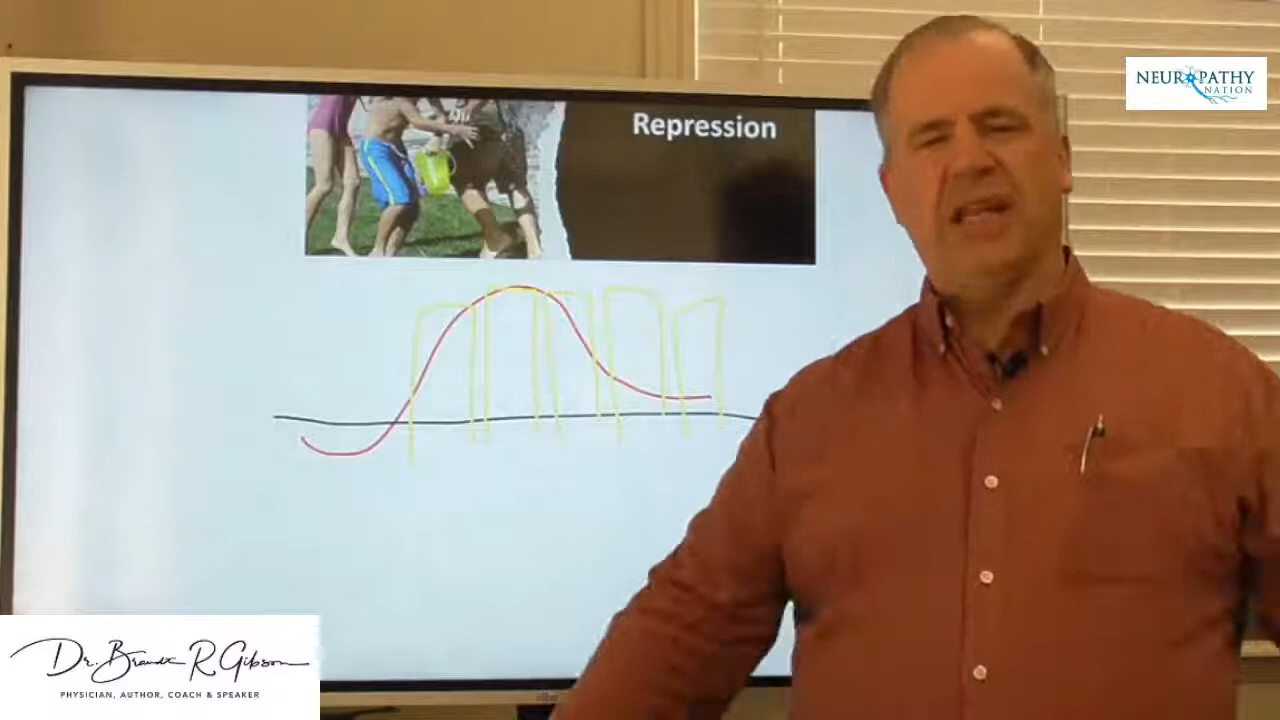 NEUROPATHY
NATION
Repression
Dr. Brandt R Gibson
PHYSICIAN, AUTHOR, COACH & SPEAKER